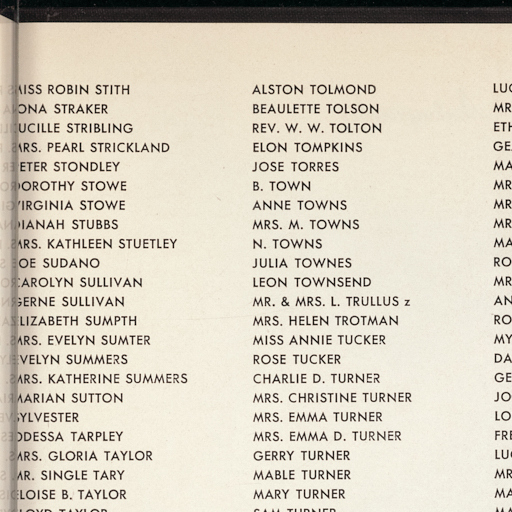 MISS ROBIN STITH
ONA STRAKER
LUCILLE STRIBLING
MRS. PEARL STRICKLAND
PETER STONDLEY
DOROTHY STOWE
VIRGINIA STOWE
DIANAH STUBBS
MRS. KATHLEEN STUETLEY
JOE SUDANO
CAROLYN SULLIVAN
GERNE SULLIVAN
ELIZABETH SUMPTH
MRS. EVELYN SUMTER
EVELYN SUMMERS
MRS. KATHERINE SUMMERS
MARIAN SUTTON
SYLVESTER
ODDESSA TARPLEY
MRS. GLORIA TAYLOR
MR. SINGLE TARY
ELOISE B. TAYLOR
TAYLOR
ALSTON TOLMOND
BEAULETTE TOLSON
REV. W. W. TOLTON
ELON TOMPKINS
JOSE TORRES
B. TOWN
ANNE TOWNS
MRS. M. TOWNS
N. TOWNS
JULIA TOWNES
LEON TOWNSEND
MR. & MRS. L. TRULLUS z
MRS. HELEN TROTMAN
MISS ANNIE TUCKER
ROSE TUCKER
CHARLIE D. TURNER
MRS. CHRISTINE TURNER
MRS. EMMA TURNER
MRS. EMMA D. TURNER
GERRY TURNER
MABLE TURNER
MARY TURNER
SAM TURNER